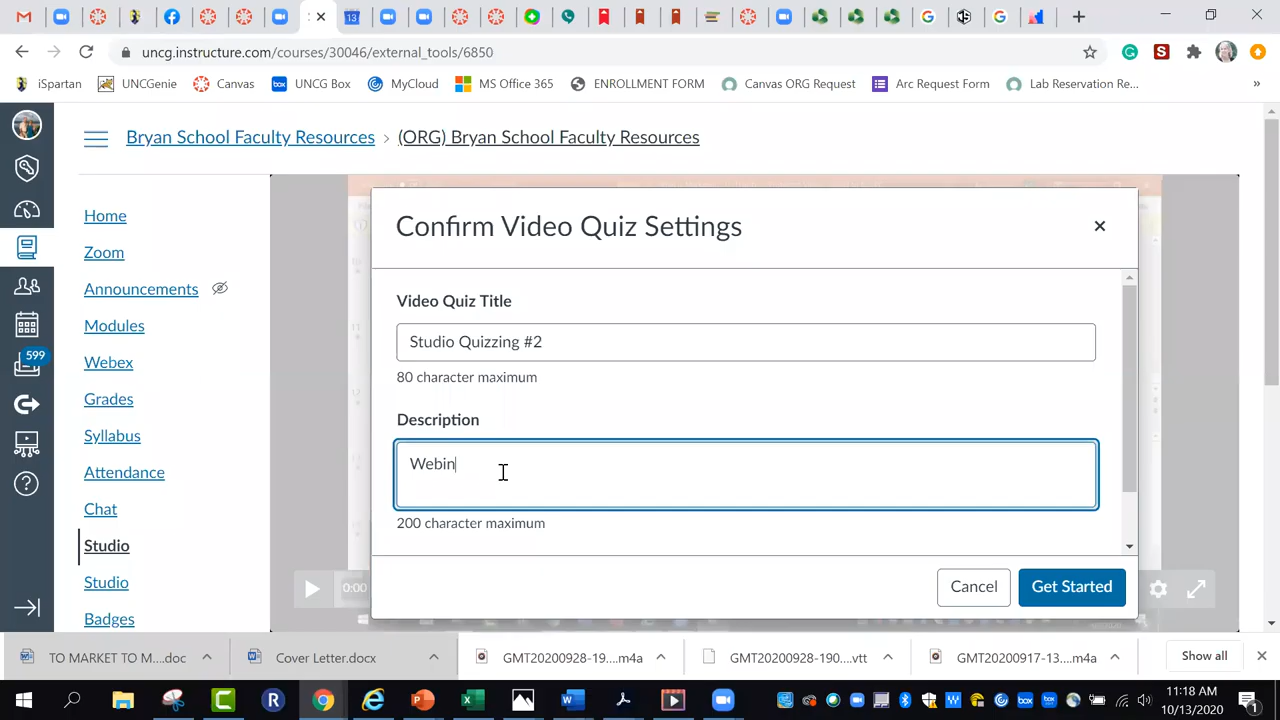 uncg.instructure.com/courses/30046/external_tools/6850
iSpartan
UNCGenie
Canvas
UNCG Box
MyCloud
MS Office 365
ENROLLMENT FORM
Canvas ORG Request
Arc Request Form
Lab Reservation Re...
Bryan School Faculty Resources > (ORG) Bryan School Faculty Resources
Home
Zoom
Announcements
Modules
599
Webex
Grades
Syllabus
Attendance
Chat
Studio
Studio
Badges
Confirm Video Quiz Settings
Video Quiz Title
Studio Quizzing #2
80 character maximum
Description
Webin
200 character maximum
Cancel
Get Started
0:00
TO MARKET TO M....doc
Cover Letter.docx
GMT20200928-19....m4a
GMT20200928-190....vtt
GMT20200917-13....m4a
Show all
11:18 AM
10/13/2020